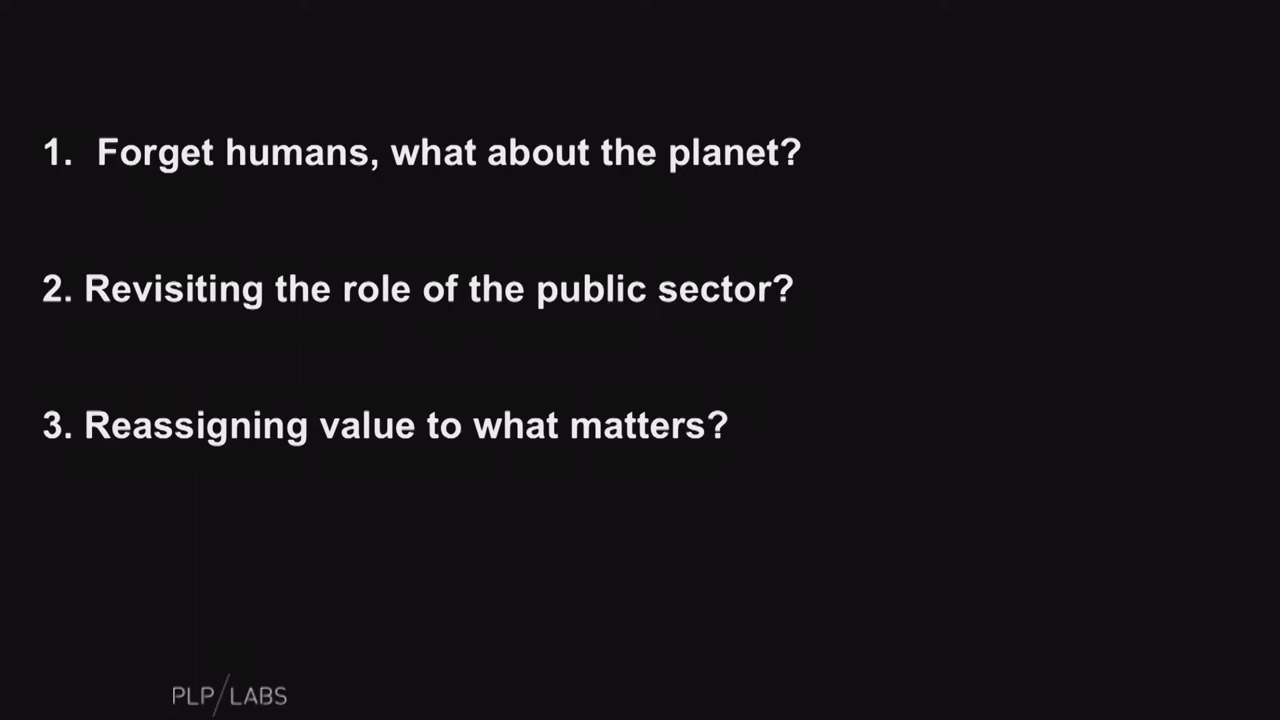 1. Forget humans, what about the planet?
2. Revisiting the role of the public sector?
3. Reassigning value to what matters?
PLP/LABS